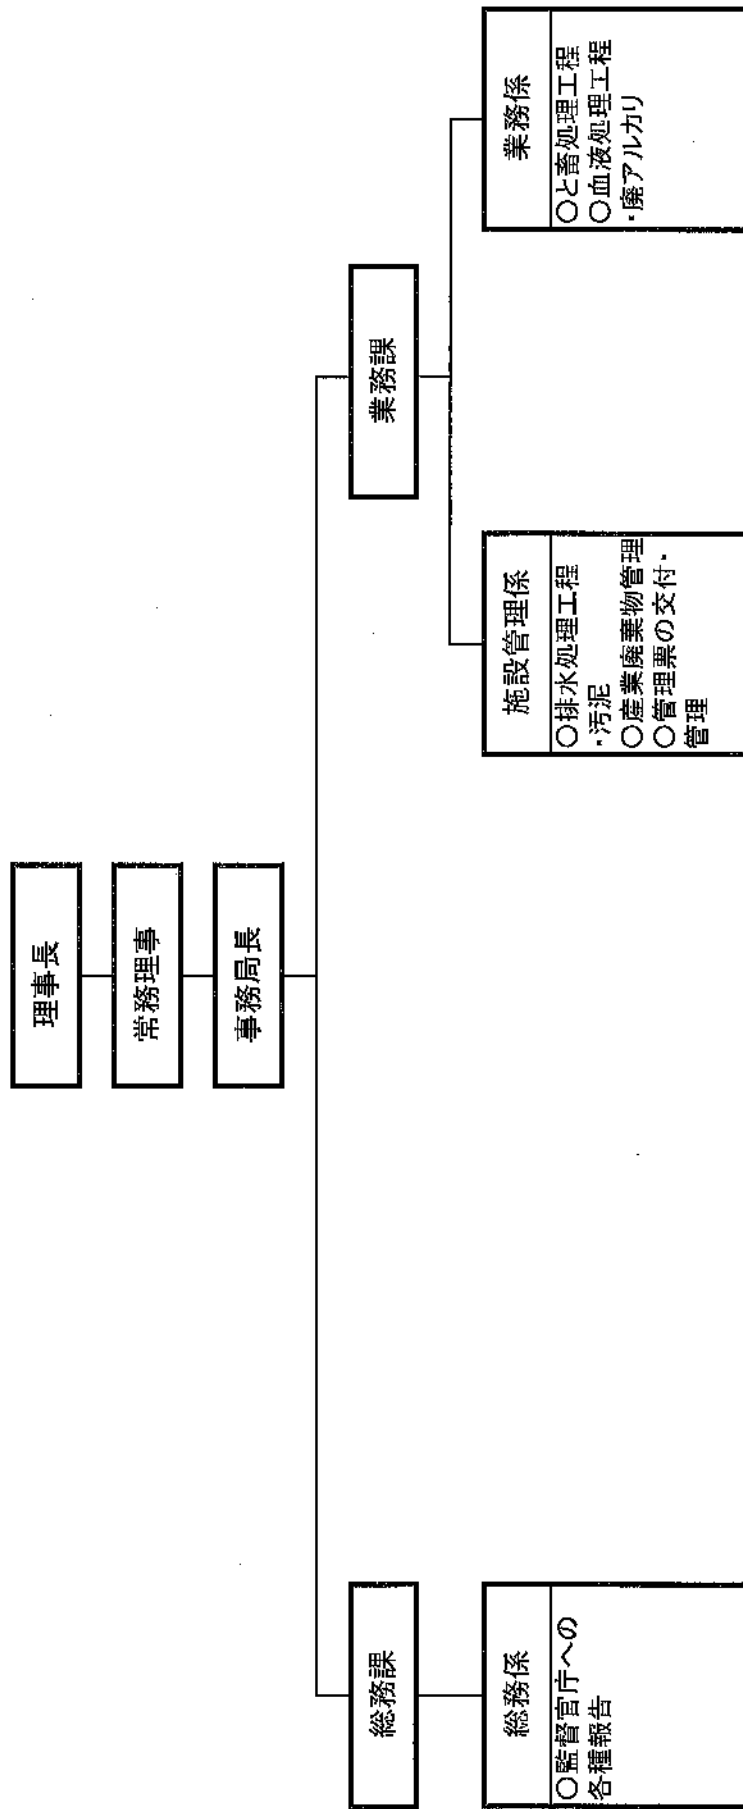 理事長
常務理事
事務局長
総務課
業務課
総務係
○監督官庁への
各種報告
施設管理係
○排水処理工程
・汚泥
○産業廃棄物管理
○管理票の交付・
管理
業務係
○と畜処理工程
○血液処理工程
・廃アルカリ